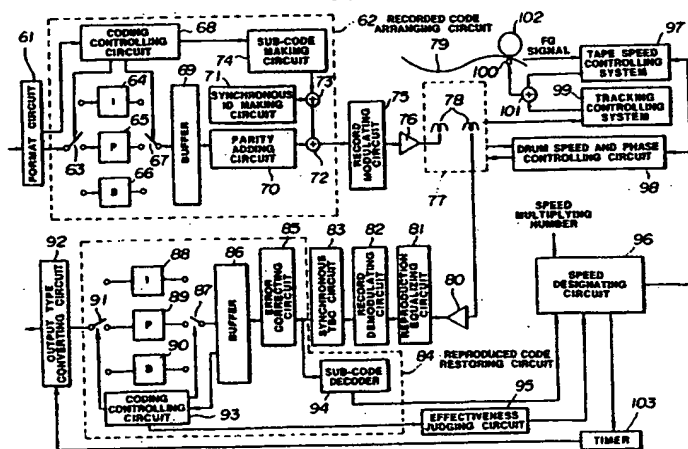 CODING CONTROLLING CIRCUIT
68
62
RECORDED CODE ARRANGING CIRCUIT
102
97
61
74
SUB-CODE MAKING CIRCUIT
79
FG SIGNAL
TAPE SPEED CONTROLLING SYSTEM
64
69
71
73
75
100
I
SYNCHRONOUS ID MAKING CIRCUIT
78
101
99
TRACKING CONTROLLING SYSTEM
FORMAT CIRCUIT
65
P
BUFFER
PARITY ADDING CIRCUIT
RECORD MODULATING CIRCUIT
76
63
66
67
70
72
77
DRUM SPEED AND PHASE CONTROLLING CIRCUIT
B
98
SPEED MULTIPLYING NUMBER
92
88
85
83
82
81
96
I
86
OUTPUT TYPE CONVERTING CIRCUIT
91
89
87
P
BUFFER
ERROR CORRECTING CIRCUIT
SYNCHRONOUS TBC CIRCUIT
RECORD DEMODULATING CIRCUIT
REPRODUCTION EQUALIZING CIRCUIT
80
SPEED DESIGNATING CIRCUIT
90
B
84
REPRODUCED CODE RESTORING CIRCUIT
CODING CONTROLLING CIRCUIT
93
SUB-CODE DECODER
94
95
EFFECTIVENESS JUDGING CIRCUIT
103
TIMER